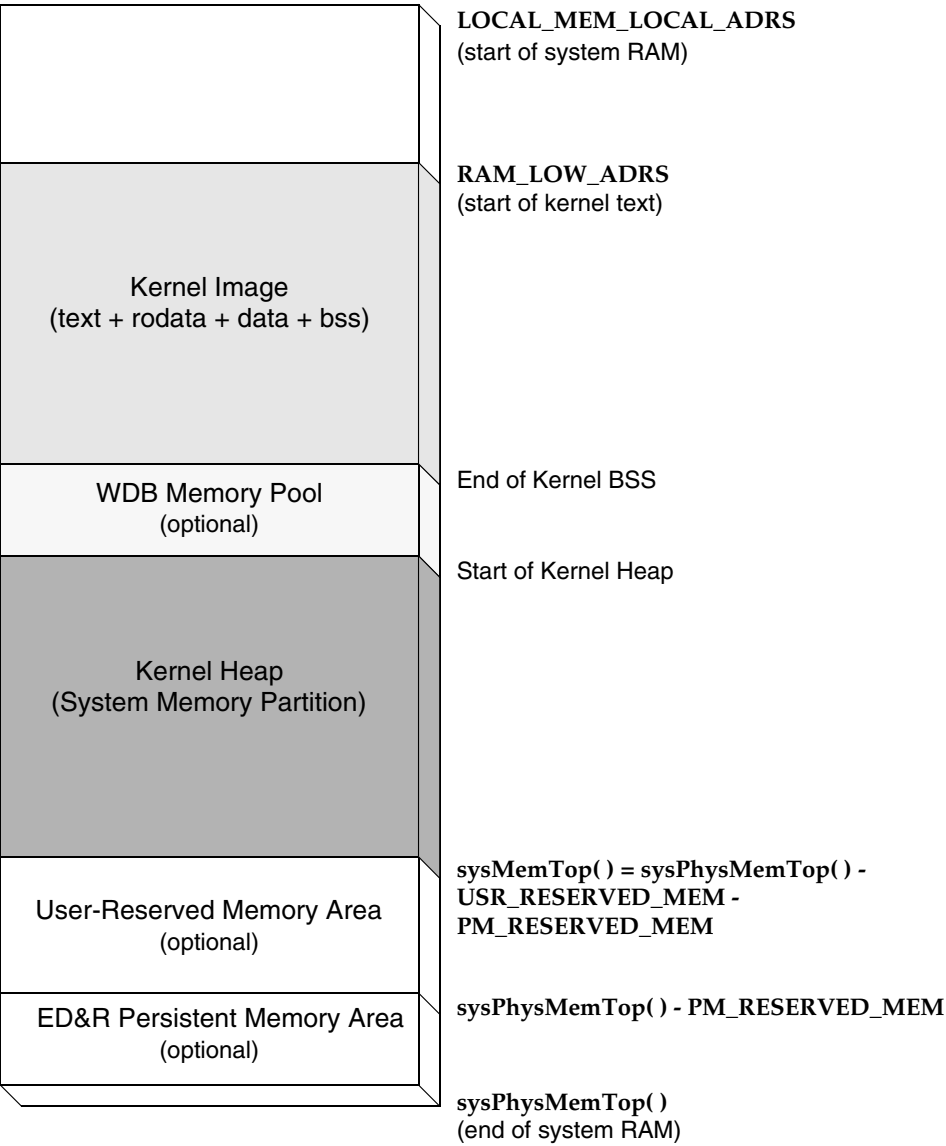 LOCAL_MEM_LOCAL_ADRS
(start of system RAM)
RAM_LOW_ADRS
(start of kernel text)
Kernel Image
(text + rodata + data + bss)
End of Kernel BSS
WDB Memory Pool
(optional)
Start of Kernel Heap
Kernel Heap
(System Memory Partition)
sysMemTop( ) = sysPhysMemTop( ) -
USR_RESERVED_MEM -
PM_RESERVED_MEM
User-Reserved Memory Area
(optional)
sysPhysMemTop( ) - PM_RESERVED_MEM
ED&R Persistent Memory Area
(optional)
sysPhysMemTop( )
(end of system RAM)